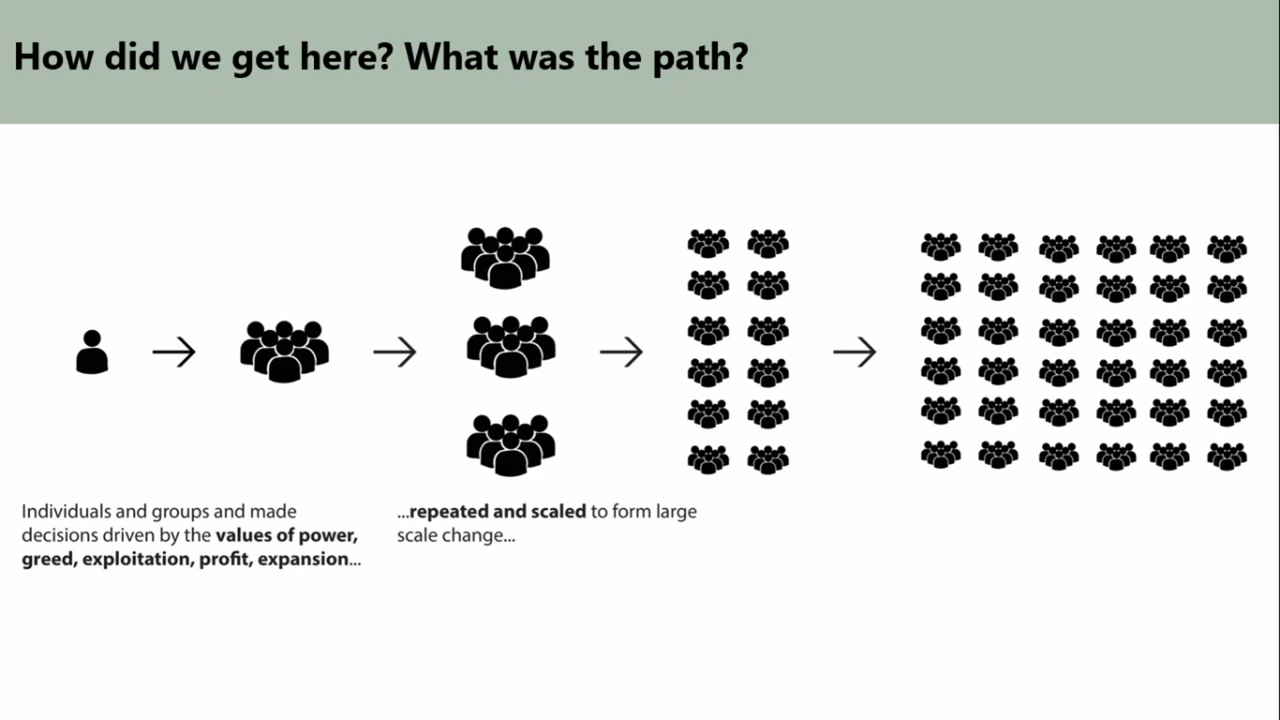 How did we get here? What was the path?
Individuals and groups and made
decisions driven by the values of power,
greed, exploitation, profit, expansion...
...repeated and scaled to form large
scale change...